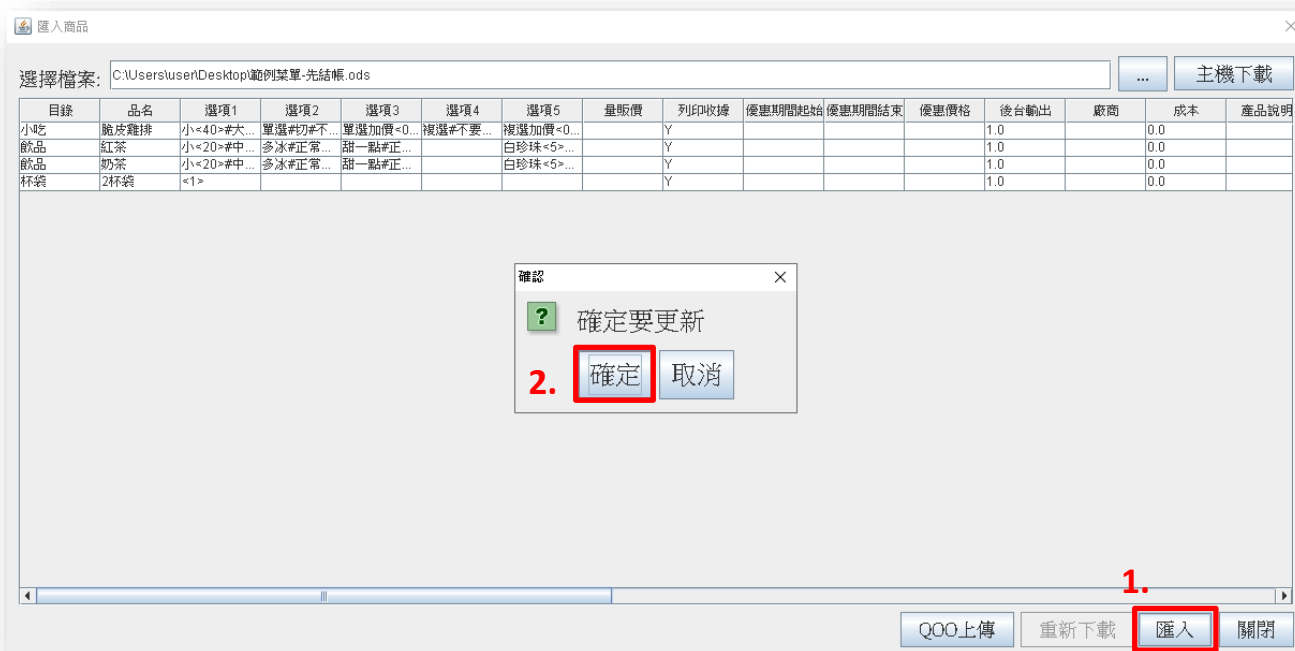 匯入商品
選擇檔案: C:\Users\user\Desktop\範例菜單-先結帳.ods ... 主機下載
目錄 品名 選項1 選項2 選項3 選項4 選項5 量販價 列印收據 優惠期間起始 優惠期間結束 優惠價格 後台輸出 廠商 成本 產品說明
小吃 脆皮雞排 小<40>#大... 單選#切#不... 單選加價<0... 複選#不要... 複選加價<0... Y 1.0 0.0
飲品 紅茶 小<20>#中... 多冰#正常... 甜一點#正... 白珍珠<5>... Y 1.0 0.0
飲品 奶茶 小<20>#中... 多冰#正常... 甜一點#正... 白珍珠<5>... Y 1.0 0.0
杯袋 2杯袋 <1> Y 1.0 0.0
確認
? 確定要更新
2. 確定 取消
1.
QOO上傳 重新下載 匯入 關閉